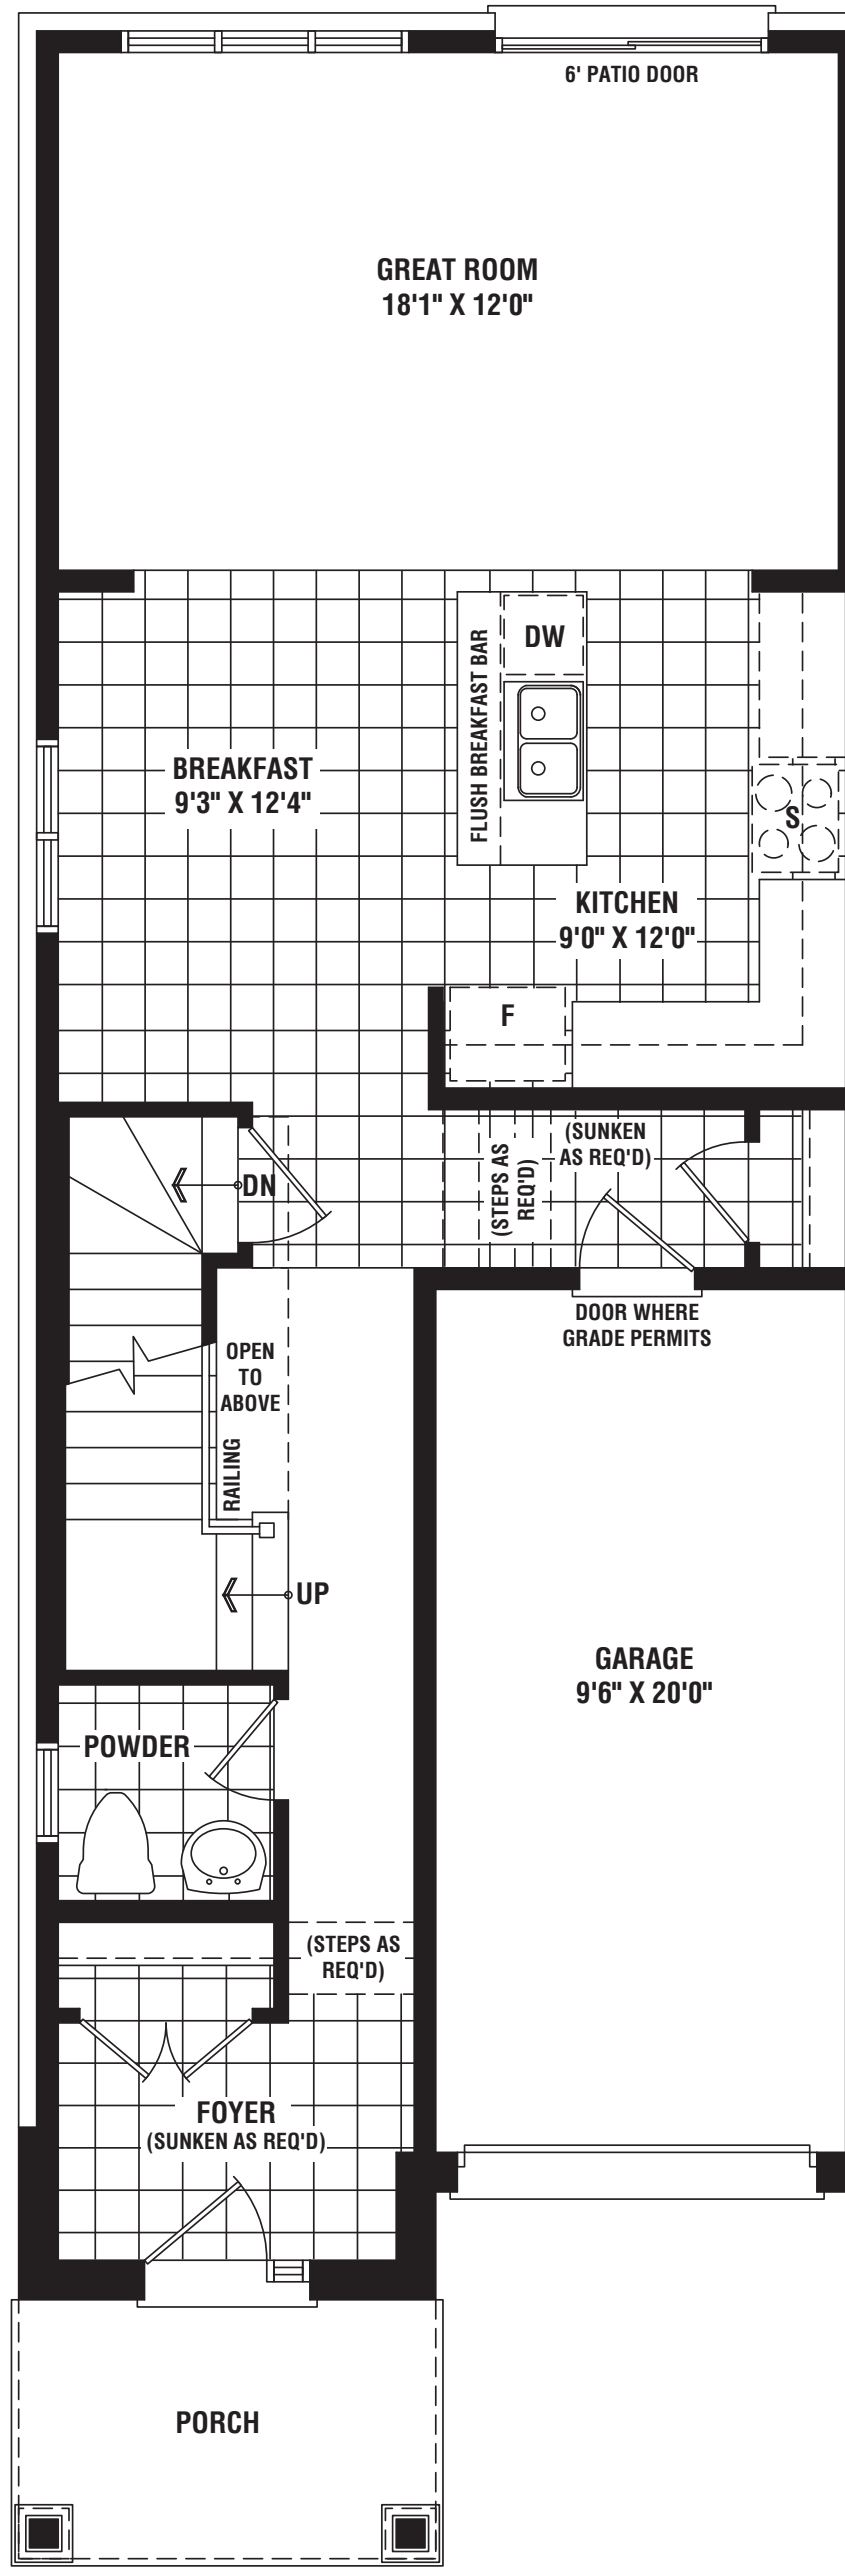 6' PATIO DOOR
GREAT ROOM
18'1" X 12'0"
FLUSH BREAKFAST BAR
DW
BREAKFAST
9'3" X 12'4"
S
KITCHEN
9'0" X 12'0"
F
(STEPS AS
REQ'D)
(SUNKEN
AS REQ'D)
DN
DOOR WHERE
GRADE PERMITS
OPEN
TO
ABOVE
RAILING
UP
GARAGE
9'6" X 20'0"
POWDER
(STEPS AS
REQ'D)
FOYER
(SUNKEN AS REQ'D)
PORCH